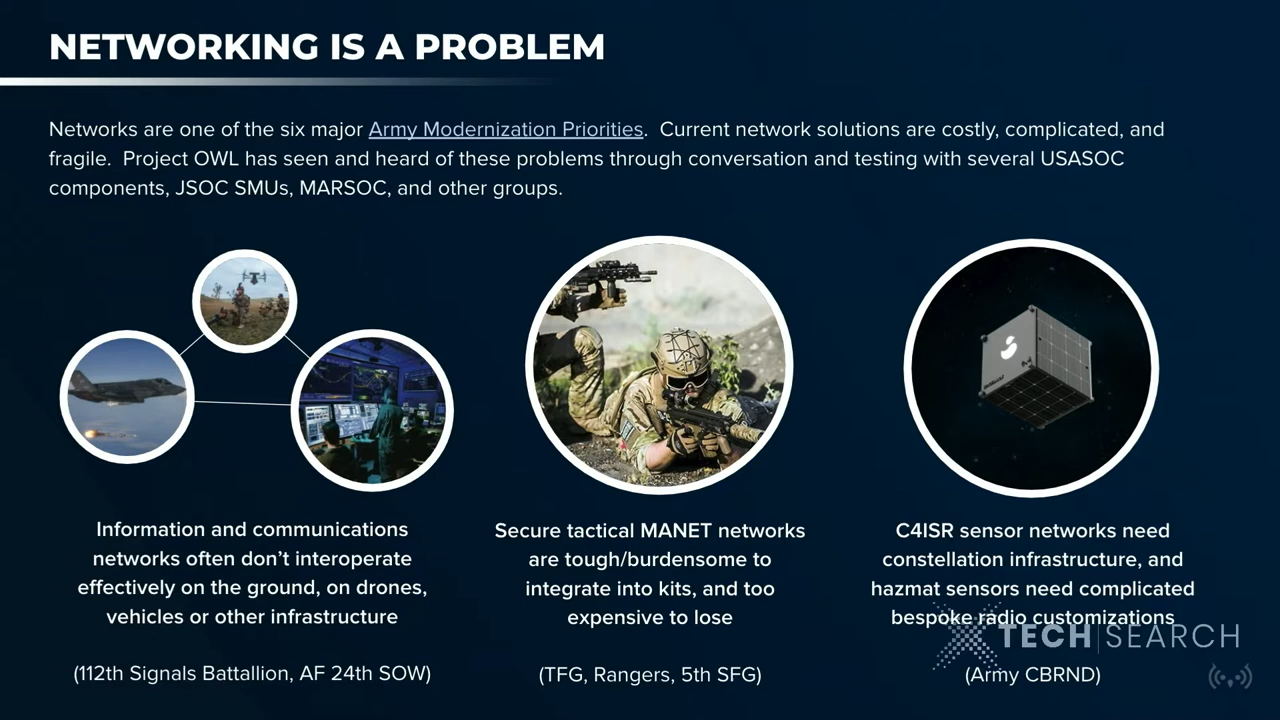 NETWORKING IS A PROBLEM
Networks are one of the six major Army Modernization Priorities.  Current network solutions are costly, complicated, and
fragile.  Project OWL has seen and heard of these problems through conversation and testing with several USASOC
components, JSOC SMUs, MARSOC, and other groups.
Information and communications
networks often don’t interoperate
effectively on the ground, on drones,
vehicles or other infrastructure
(112th Signals Battallion, AF 24th SOW)
Secure tactical MANET networks
are tough/burdensome to
integrate into kits, and too
expensive to lose
(TFG, Rangers, 5th SFG)
C4ISR sensor networks need
constellation infrastructure, and
hazmat sensors need complicated
bespoke radio customizations
(Army CBRND)
TECH|SEARCH